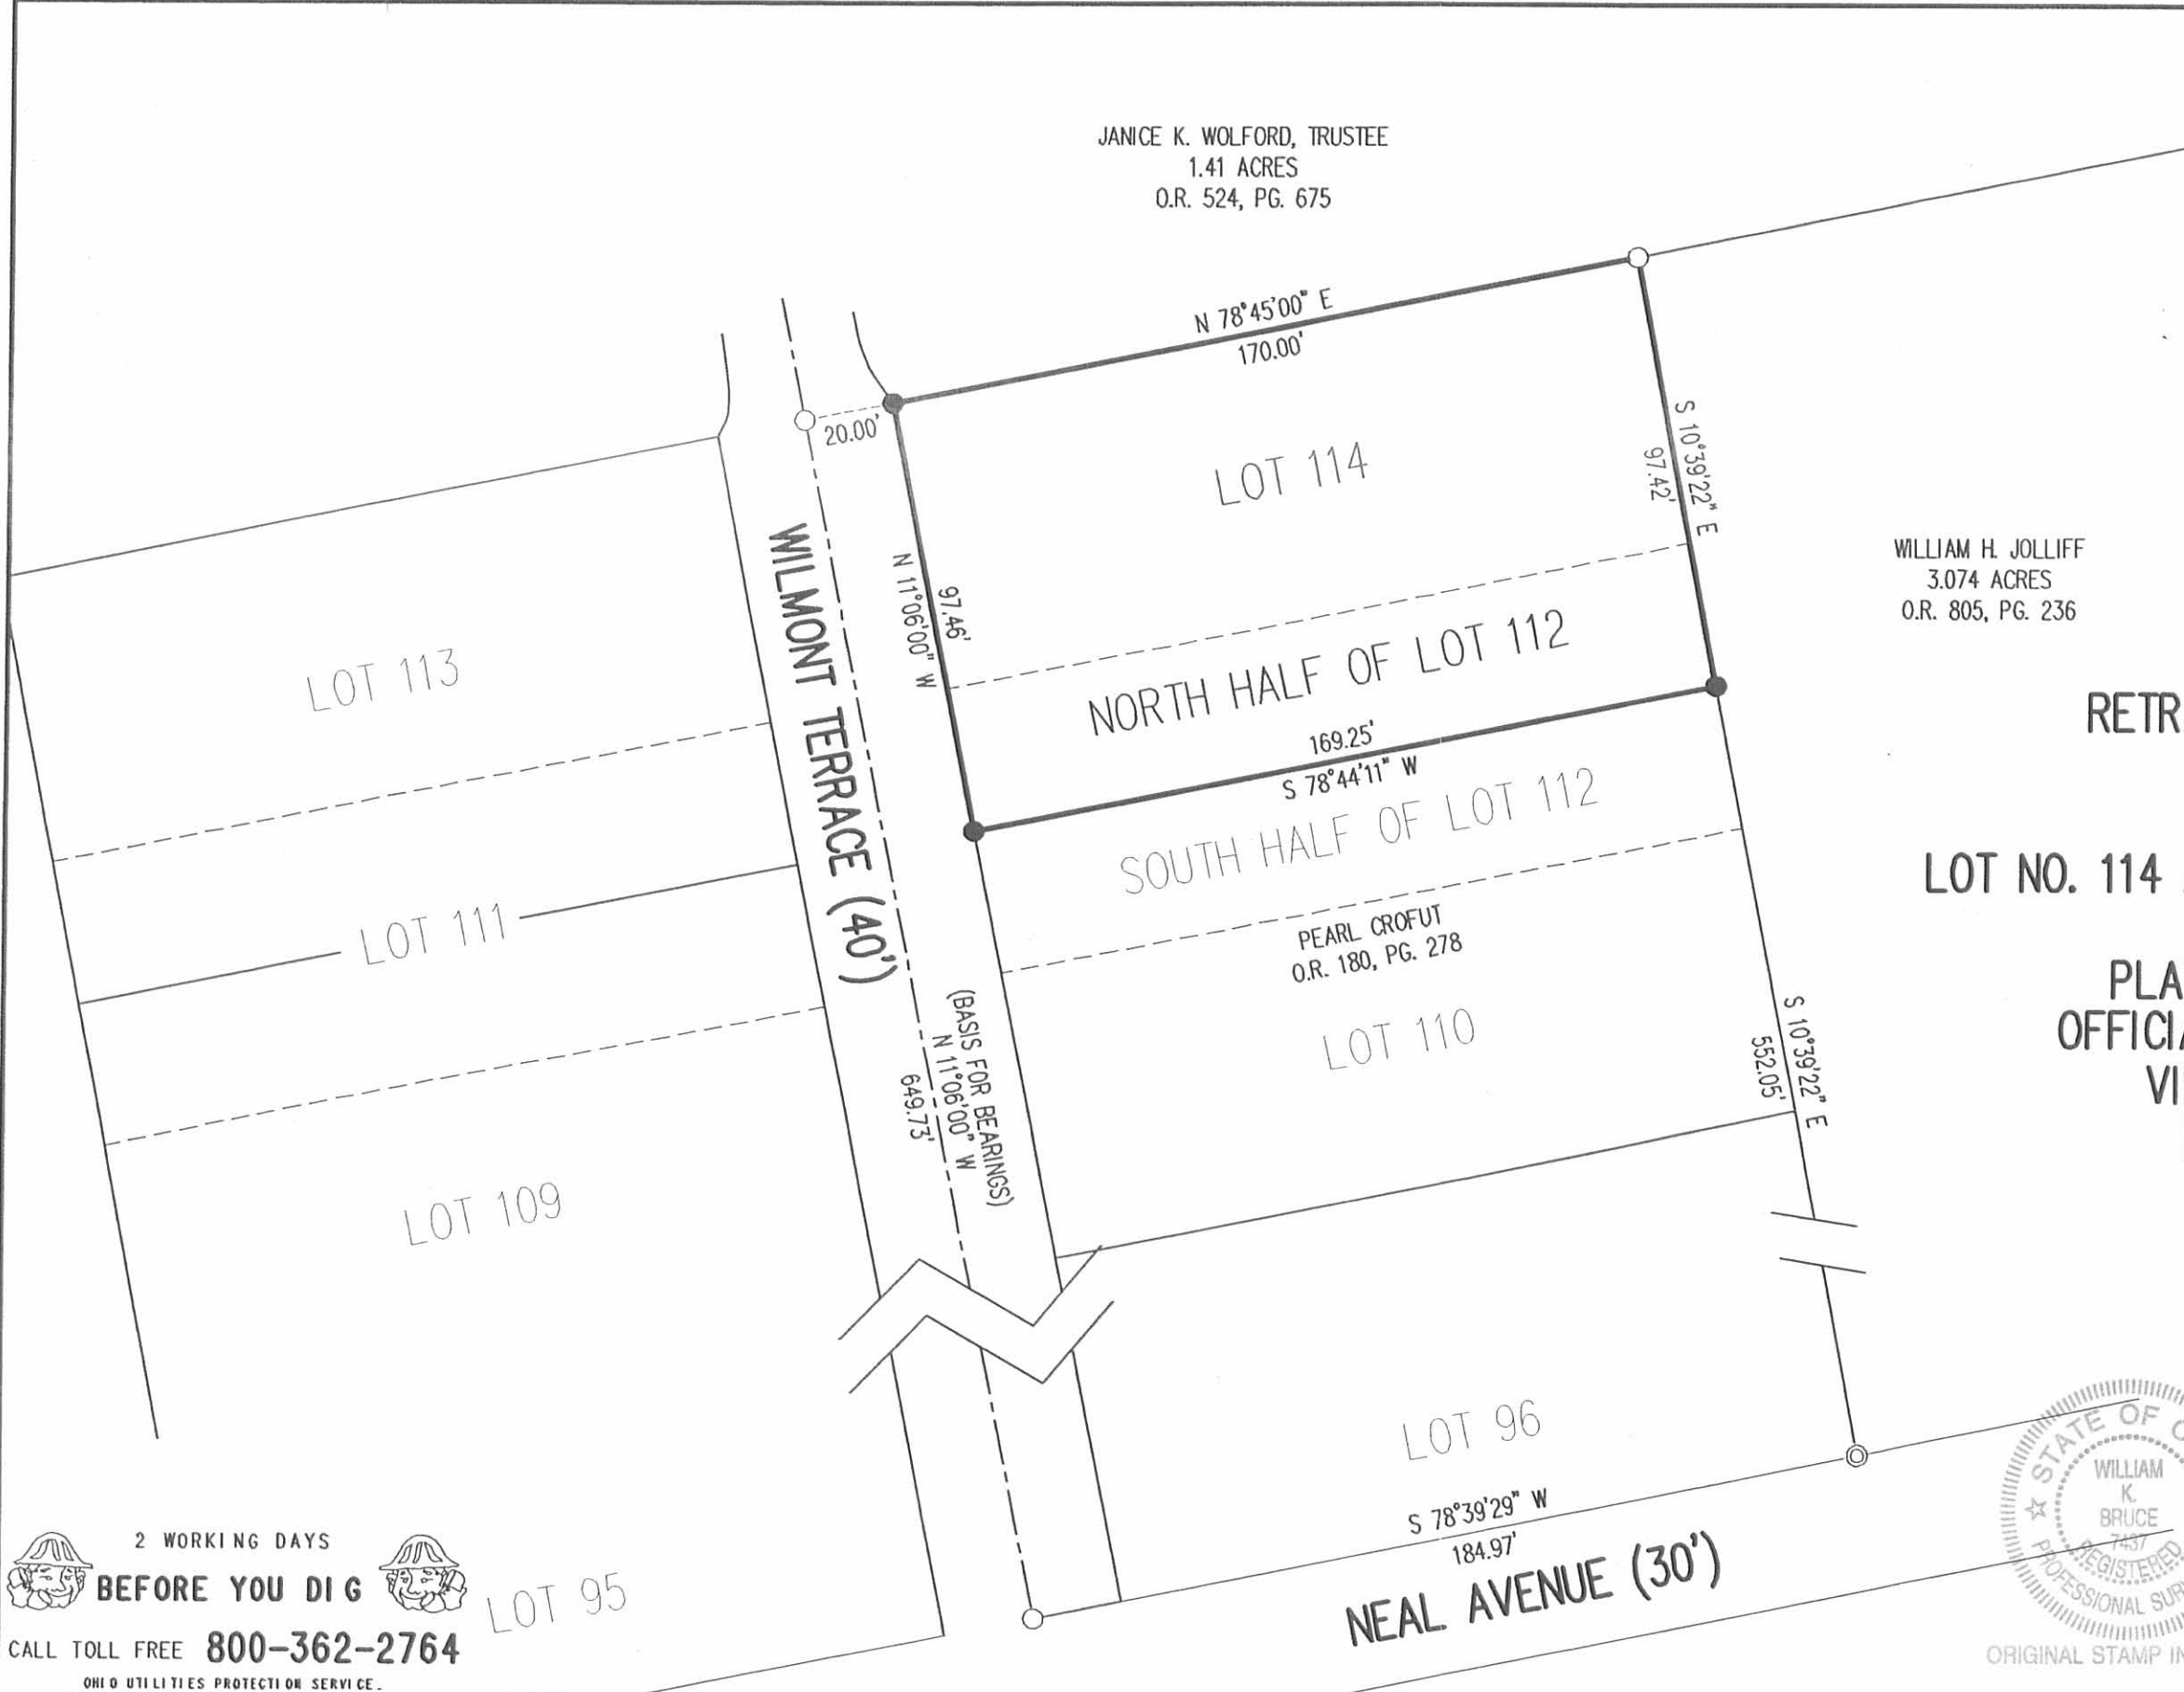 JANICE K. WOLFORD, TRUSTEE
1.41 ACRES
O.R. 524, PG. 675
N 78°45'00" E
170.00'
20.00'
LOT 114
S 10°39'22" E
97.42'
WILLIAM H. JOLLIFF
3.074 ACRES
O.R. 805, PG. 236
N 11°06'00" W
97.46'
WILMONT TERRACE (40')
LOT 113
NORTH HALF OF LOT 112
169.25'
S 78°44'11" W
RETR
SOUTH HALF OF LOT 112
LOT NO. 114
LOT 111
PEARL CROFUT
O.R. 180, PG. 278
PLA
OFFICIA
VI
LOT 110
(BASIS FOR BEARINGS)
N 11°06'00" W
649.73'
S 10°39'22" E
552.05'
LOT 109
LOT 96
S 78°39'29" W
184.97'
NEAL AVENUE (30')
LOT 95
2 WORKING DAYS
BEFORE YOU DIG
CALL TOLL FREE 800-362-2764
OHIO UTILITIES PROTECTION SERVICE.
STATE OF O
WILLIAM
K.
BRUCE
7437
REGISTERED
PROFESSIONAL SUR
ORIGINAL STAMP IN